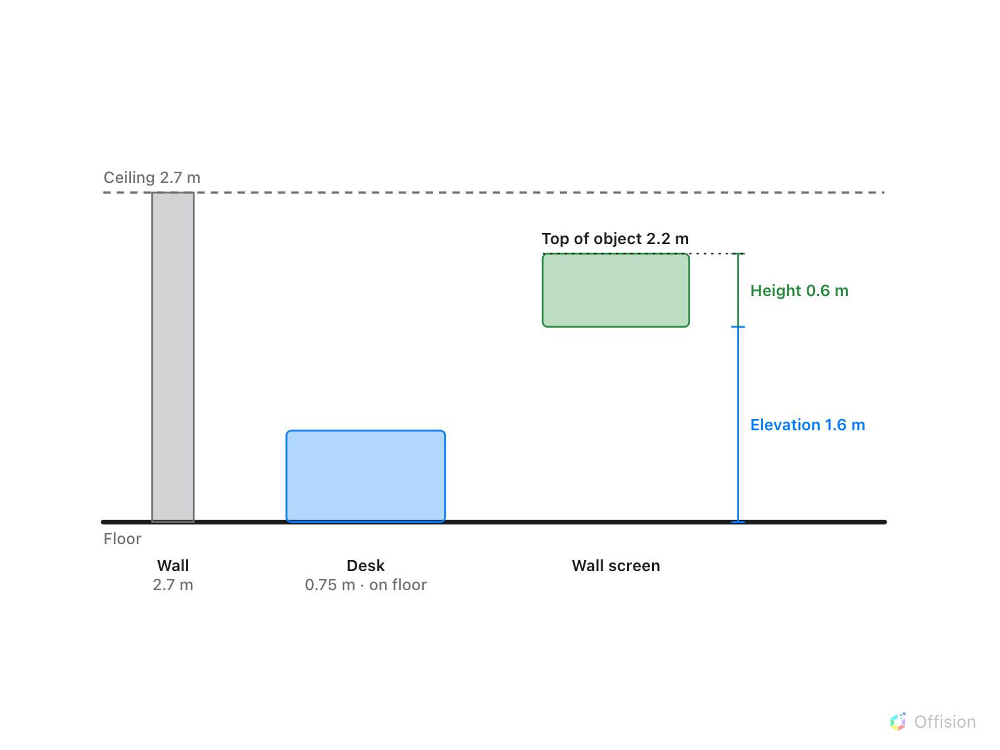 Ceiling 2.7 m
Top of object 2.2 m
Height 0.6 m
Elevation 1.6 m
Floor
Wall
2.7 m
Desk
0.75 m · on floor
Wall screen
Offision